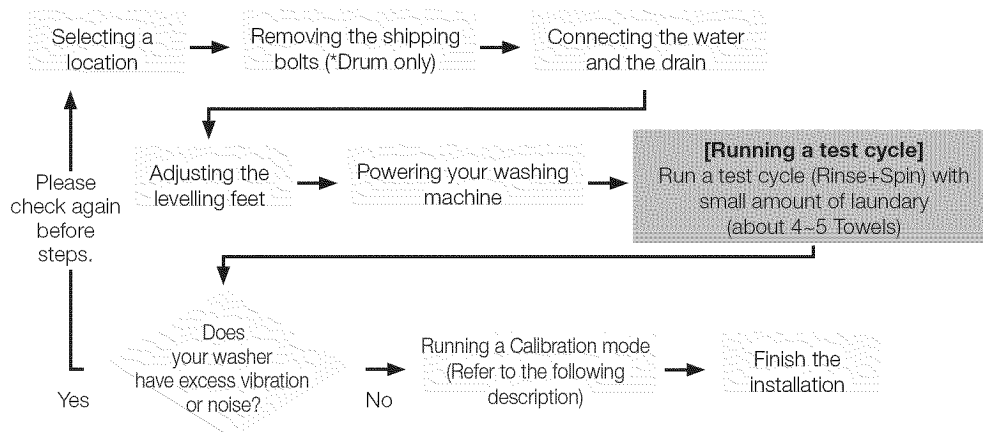 Selecting a
location
Removing the shipping
bolts (*Drum only)
Connecting the water
and the drain
Adjusting the
levelling feet
Powering your washing
machine
[Running a test cycle]
Run a test cycle (Rinse+Spin) with
small amount of laundary
(about 4~5 Towels)
Please
check again
before
steps.
Does
your washer
have excess vibration
or noise?
Yes
No
Running a Calibration mode
(Refer to the following
description)
Finish the
installation